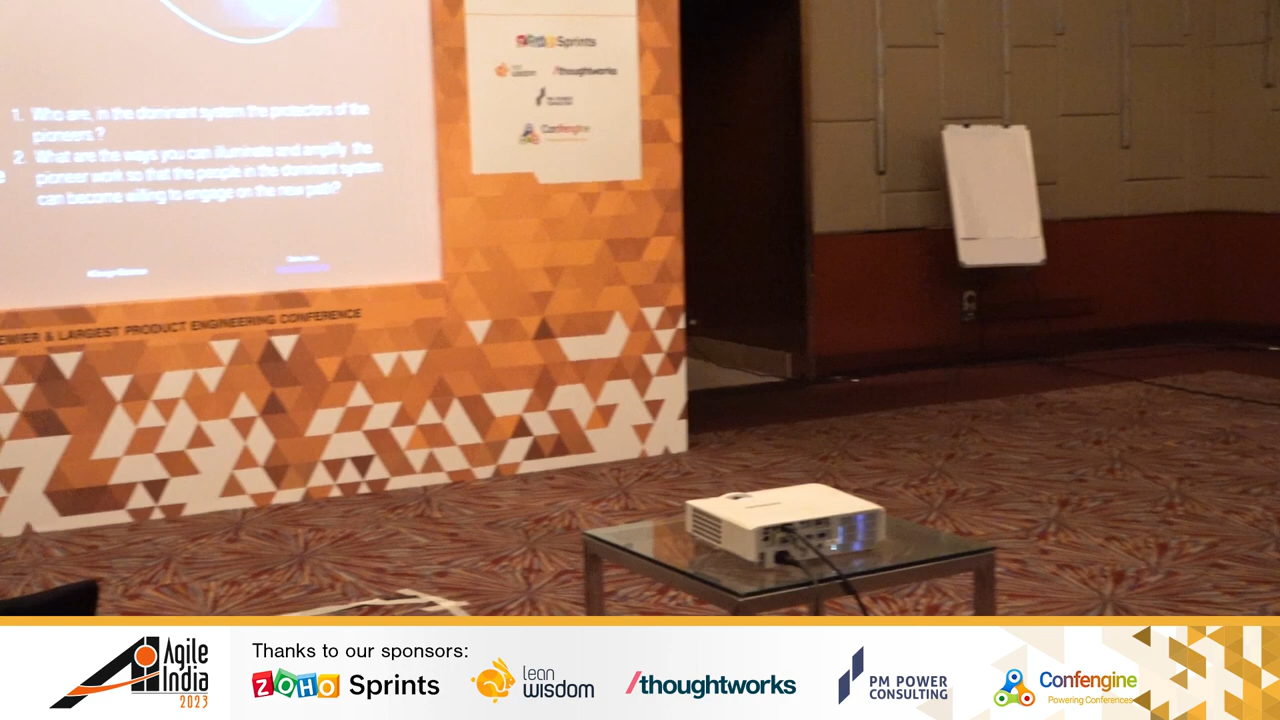 1. Who are, in the dominant system the protectors of the
pioneers ?
2. What are the ways you can illuminate and amplify the
pioneer work so that the people in the dominant system
can become willing to engage on the new path?
e
EMIER & LARGEST PRODUCT ENGINEERING CONFERENCE
ZOHO Sprints
wisdom
/thoughtworks
Confengine
Agile
India
2023
Thanks to our sponsors:
ZOHO Sprints
lean
wisdom
/thoughtworks
PM POWER
CONSULTING
Confengine
Powering Conferences